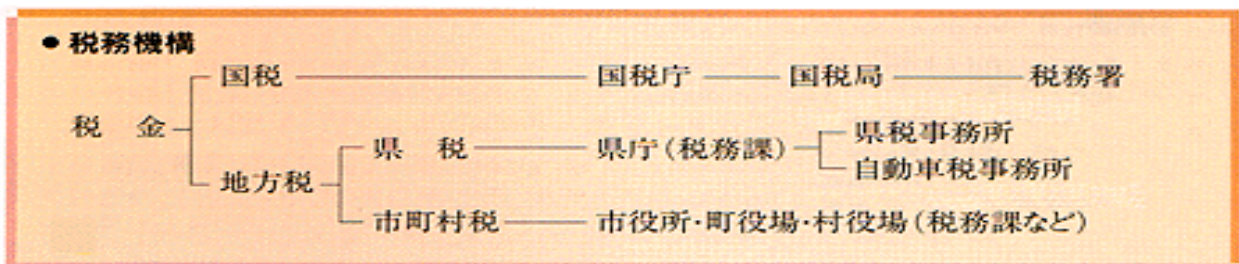 ● 税務機構
国税 国税庁 国税局 税務署
税 金
県 税 県庁(税務課) 県税事務所
自動車税事務所
地方税
市町村税 市役所・町役場・村役場(税務課など)